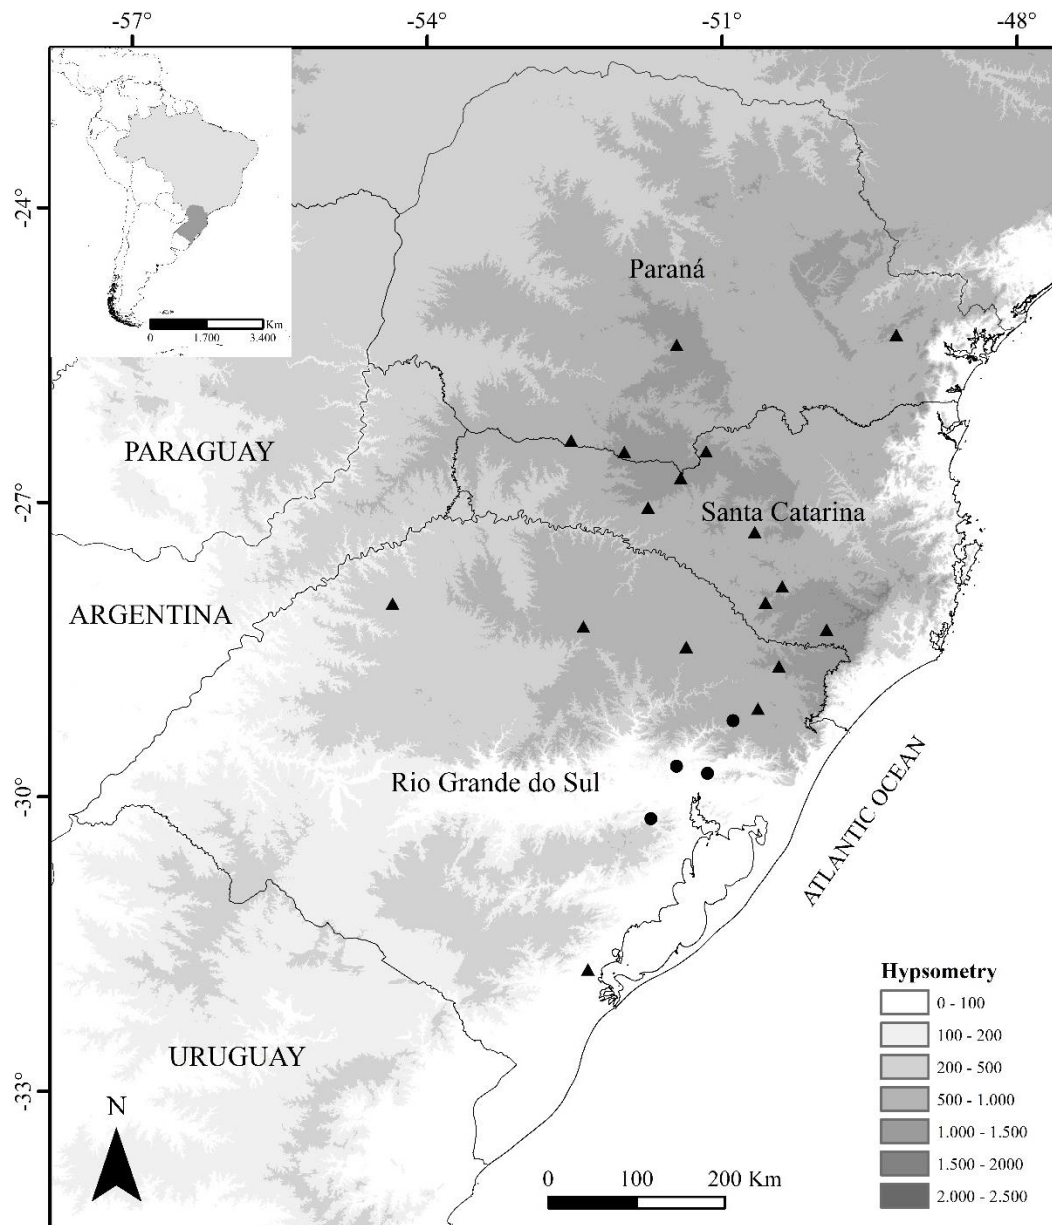 -57° -54° -51° -48°
-24°
-27°
-30°
-33°
0 1.700 3.400 Km
Paraná
PARAGUAY
Santa Catarina
ARGENTINA
Rio Grande do Sul
ATLANTIC OCEAN
URUGUAY
N
0 100 200 Km
Hypsometry
0 - 100
100 - 200
200 - 500
500 - 1.000
1.000 - 1.500
1.500 - 2000
2.000 - 2.500